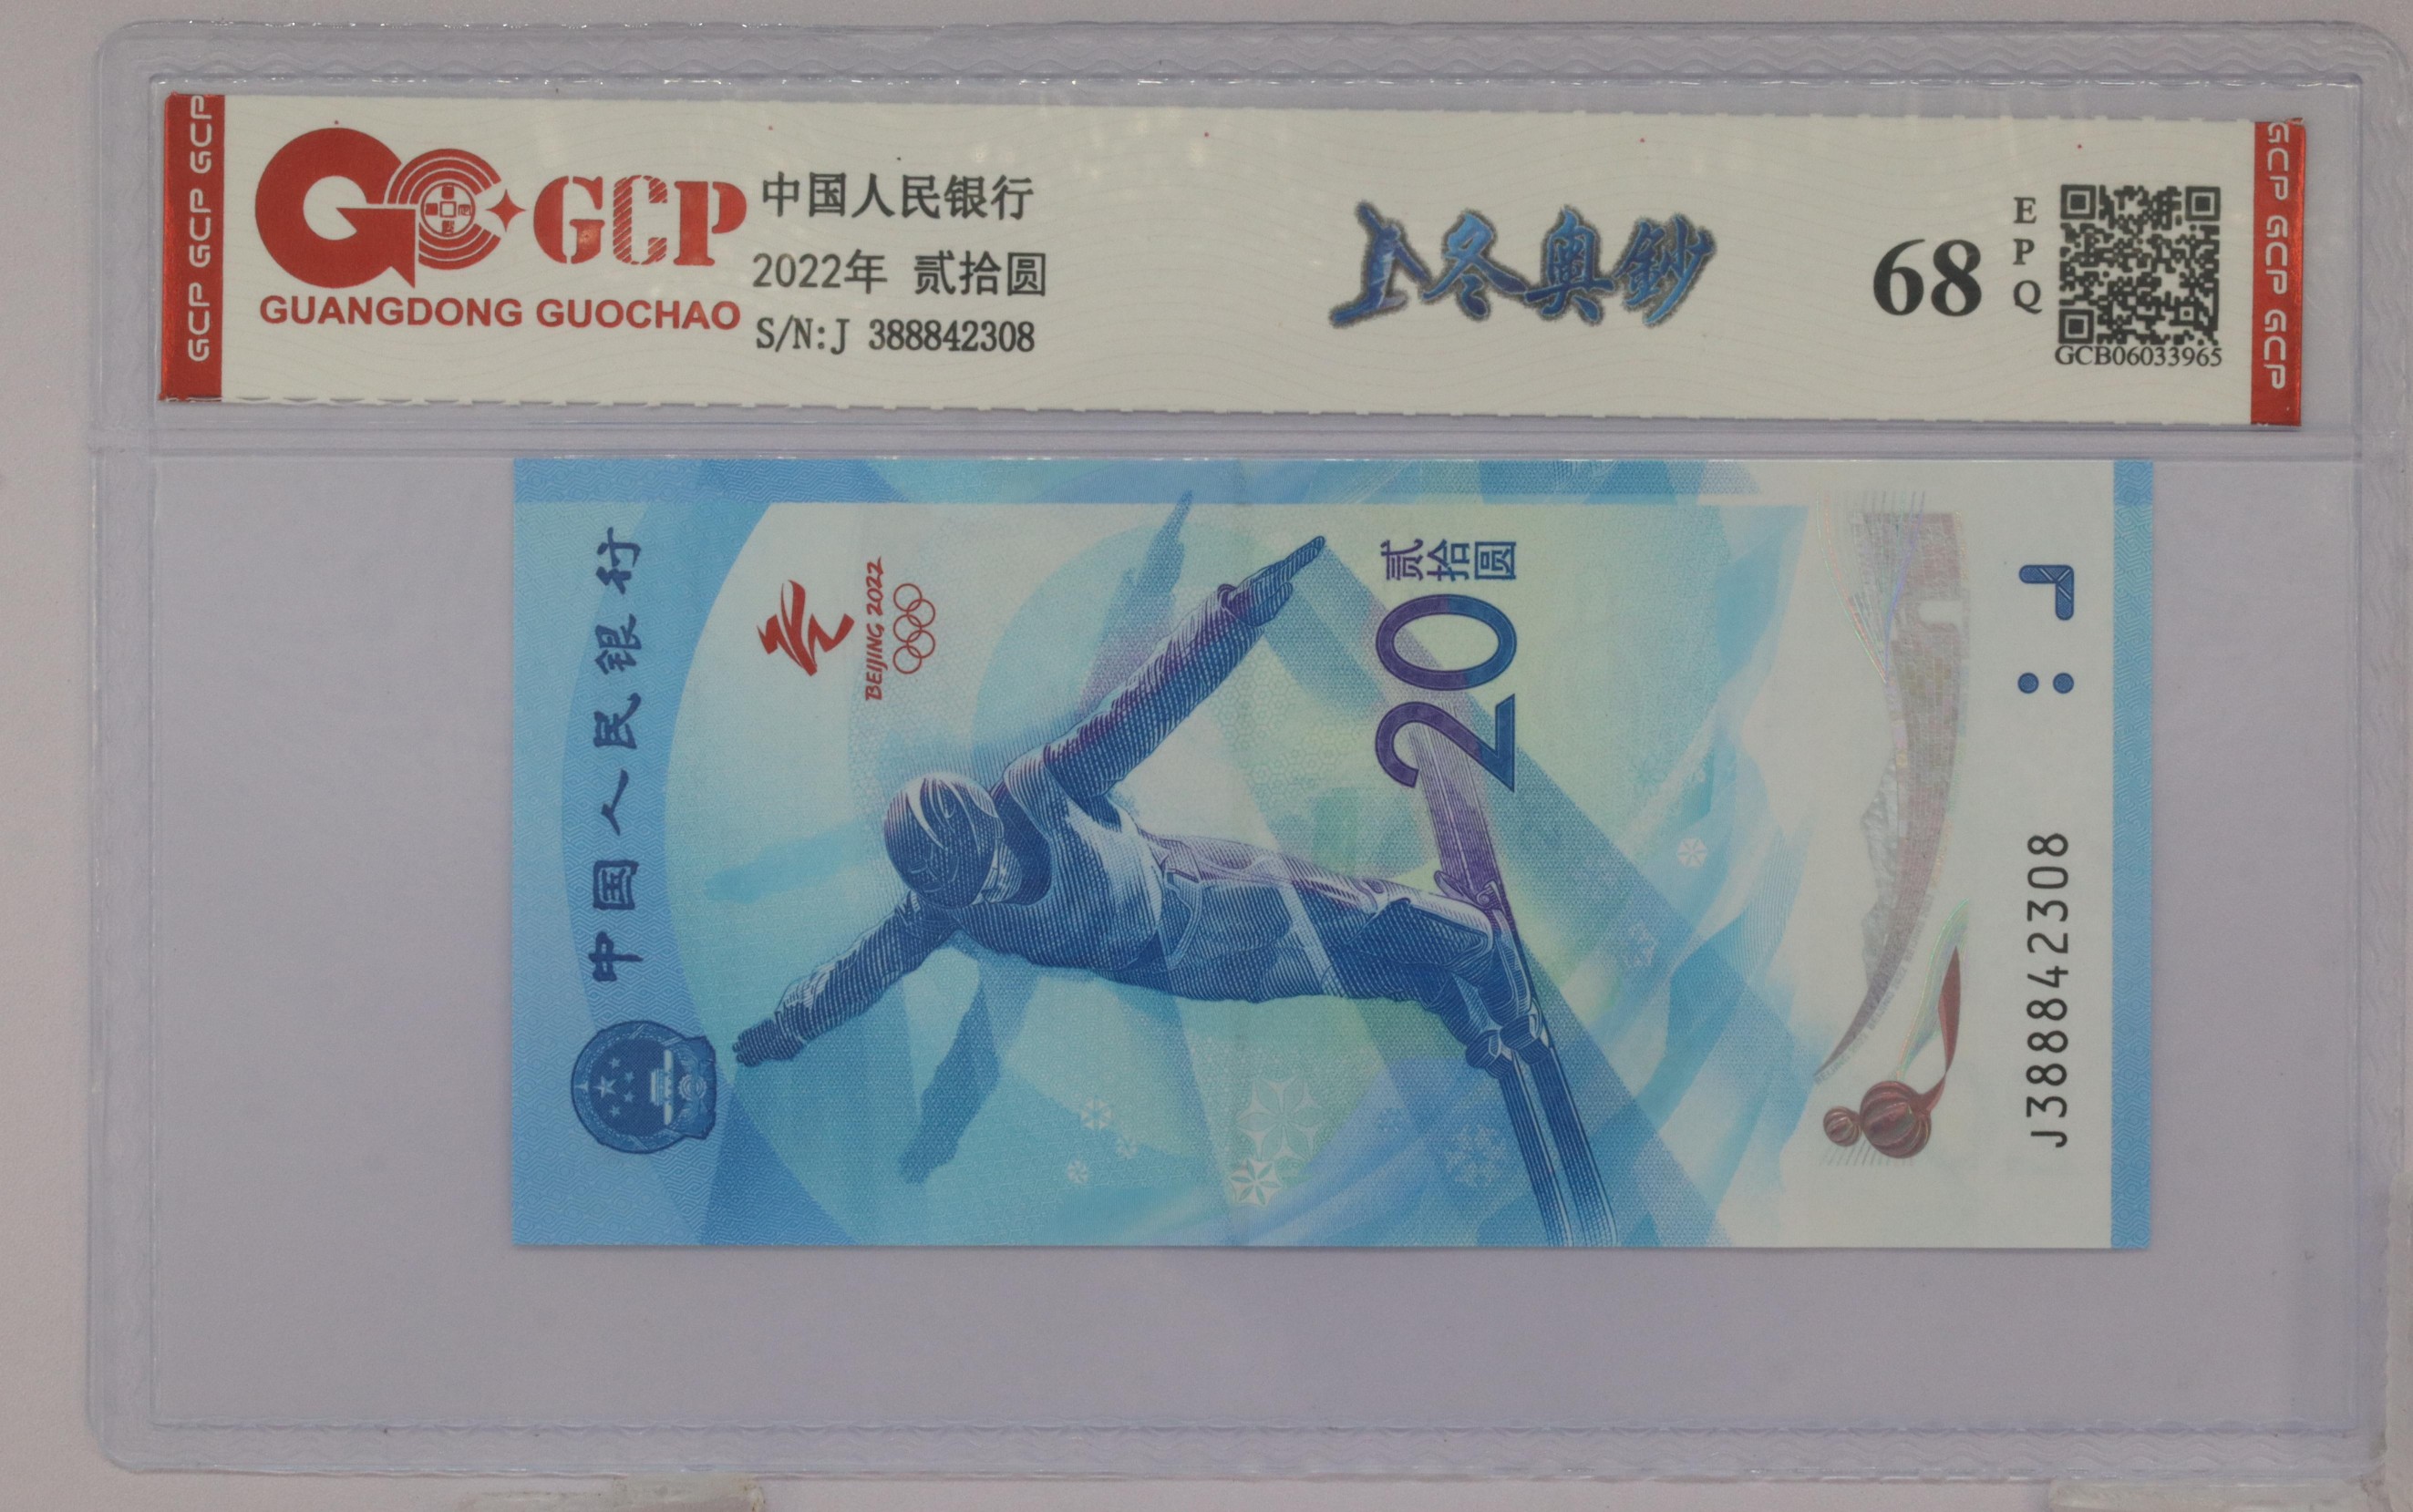 GCP GCP GCP
GCP
GUANGDONG GUOCHAO
中国人民银行
2022年 贰拾圆
S/N:J 388842308
冬奥鈔
68
EPQ
GCB06033965
GCP GCP GCP
中国人民银行
BEIJING 2022
贰拾圆
20
J388842308